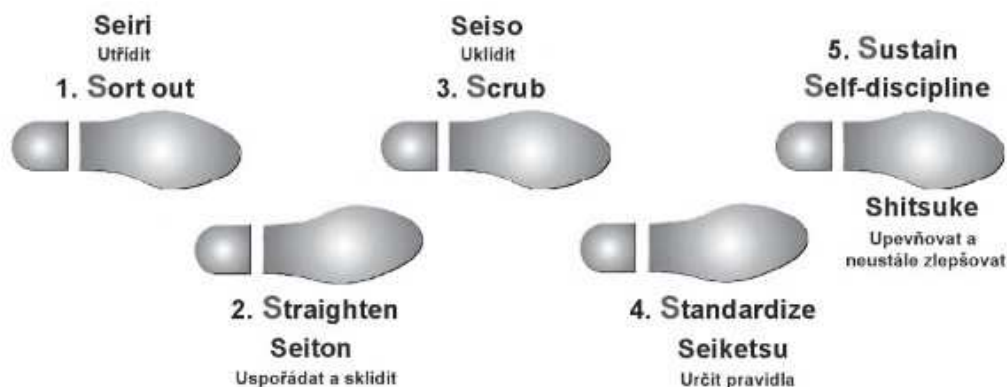 Seiri
Utřídit
1. Sort out
2. Straighten
Seiton
Uspořádat a sklidit
Seiso
Uklidit
3. Scrub
4. Standardize
Seiketsu
Určit pravidla
5. Sustain
Self-discipline
Shitsuke
Upevňovat a
neustále zlepšovat